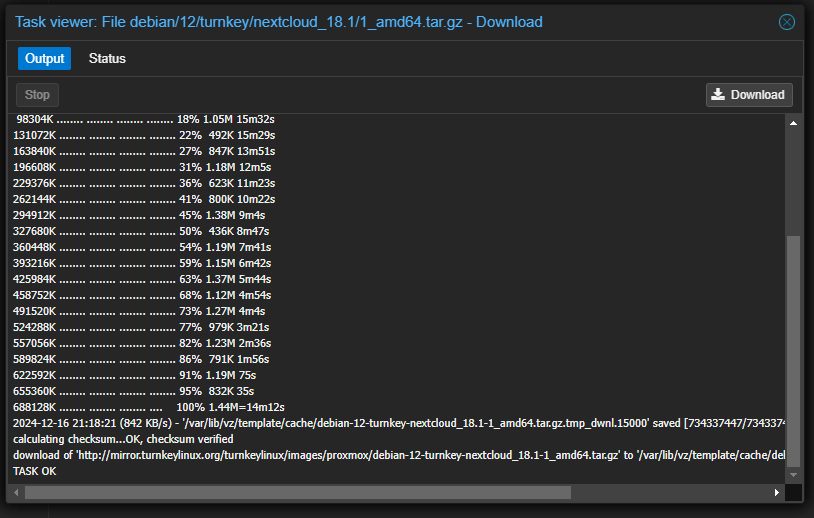 Task viewer: File debian/12/turnkey/nextcloud_18.1/1_amd64.tar.gz - Download
Output Status
Stop Download
98304K ........ ........ ........ ........ 18% 1.05M 15m32s
131072K ........ ........ ........ ........ 22% 492K 15m29s
163840K ........ ........ ........ ........ 27% 847K 13m51s
196608K ........ ........ ........ ........ 31% 1.18M 12m5s
229376K ........ ........ ........ ........ 36% 623K 11m23s
262144K ........ ........ ........ ........ 41% 800K 10m22s
294912K ........ ........ ........ ........ 45% 1.38M 9m4s
327680K ........ ........ ........ ........ 50% 436K 8m47s
360448K ........ ........ ........ ........ 54% 1.19M 7m41s
393216K ........ ........ ........ ........ 59% 1.15M 6m42s
425984K ........ ........ ........ ........ 63% 1.37M 5m44s
458752K ........ ........ ........ ........ 68% 1.12M 4m54s
491520K ........ ........ ........ ........ 73% 1.27M 4m4s
524288K ........ ........ ........ ........ 77% 979K 3m21s
557056K ........ ........ ........ ........ 82% 1.23M 2m36s
589824K ........ ........ ........ ........ 86% 791K 1m56s
622592K ........ ........ ........ ........ 91% 1.19M 75s
655360K ........ ........ ........ ........ 95% 832K 35s
688128K ........ ........ ........ .... 100% 1.44M=14m12s
2024-12-16 21:18:21 (842 KB/s) - '/var/lib/vz/template/cache/debian-12-turnkey-nextcloud_18.1-1_amd64.tar.gz.tmp_dwnl.15000' saved [734337447/7343374
calculating checksum...OK, checksum verified
download of 'http://mirror.turnkeylinux.org/turnkeylinux/images/proxmox/debian-12-turnkey-nextcloud_18.1-1_amd64.tar.gz' to '/var/lib/vz/template/cache/del
TASK OK